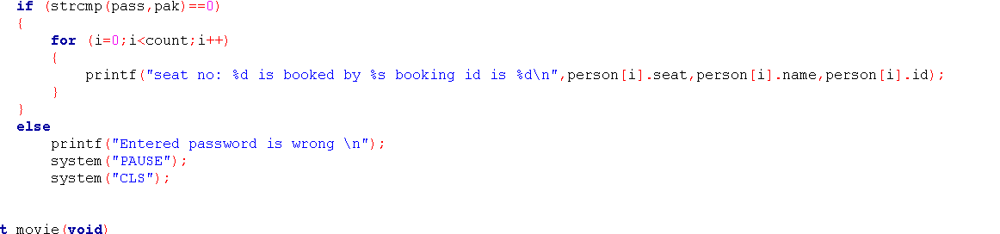 if (strcmp(pass,pak)==0)
{
for (i=0;i<count;i++)
{
printf("seat no: %d is booked by %s booking id is %d\n",person[i].seat,person[i].name,person[i].id);
}
}
else
printf("Entered password is wrong \n");
system("PAUSE");
system("CLS");
t movie(void)